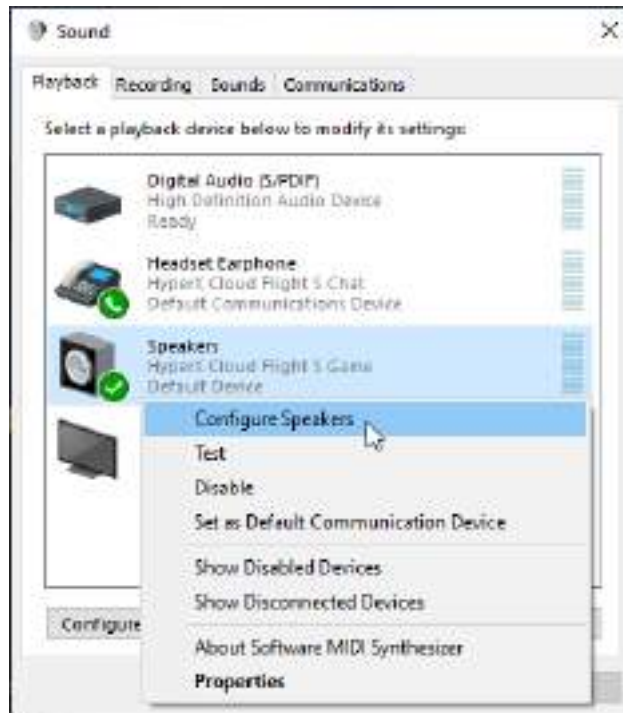 Sound
Playback Recording Sounds Communications
Select a playback device below to modify its settings:
Digital Audio (S/PDIF)
High Definition Audio Device
Ready
Headset Earphone
HyperX Cloud Flight S Chat
Default Communications Device
Speakers
HyperX Cloud Flight S Game
Default Device
Configure Speakers
Test
Disable
Set as Default Communication Device
Show Disabled Devices
Show Disconnected Devices
Configure
About Software MIDI Synthesizer
Properties